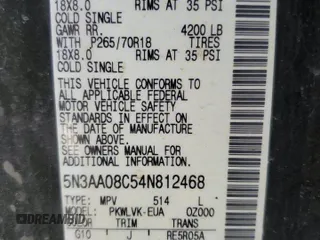 18X8.0 RIMS AT 35 PSI
COLD SINGLE
GAWR RR. 4200 LB
WITH P265/70R18 TIRES
18X8.0 RIMS AT 35 PSI
COLD SINGLE
THIS VEHICLE CONFORMS TO
ALL APPLICABLE FEDERAL
MOTOR VEHICLE SAFETY
STANDARDS IN EFFECT ON
THE DATE OF MANUFACTURE
SHOWN ABOVE.
SEE OWNERS MANUAL FOR
ADDITIONAL INFORMATION.
5N3AA08C54N812468
TYPE: MPV 514 L
MODEL: PKWLVK-EUA 0Z000
COLOR TRIM TRANS
G10 J RE5R05A
DREAMBID